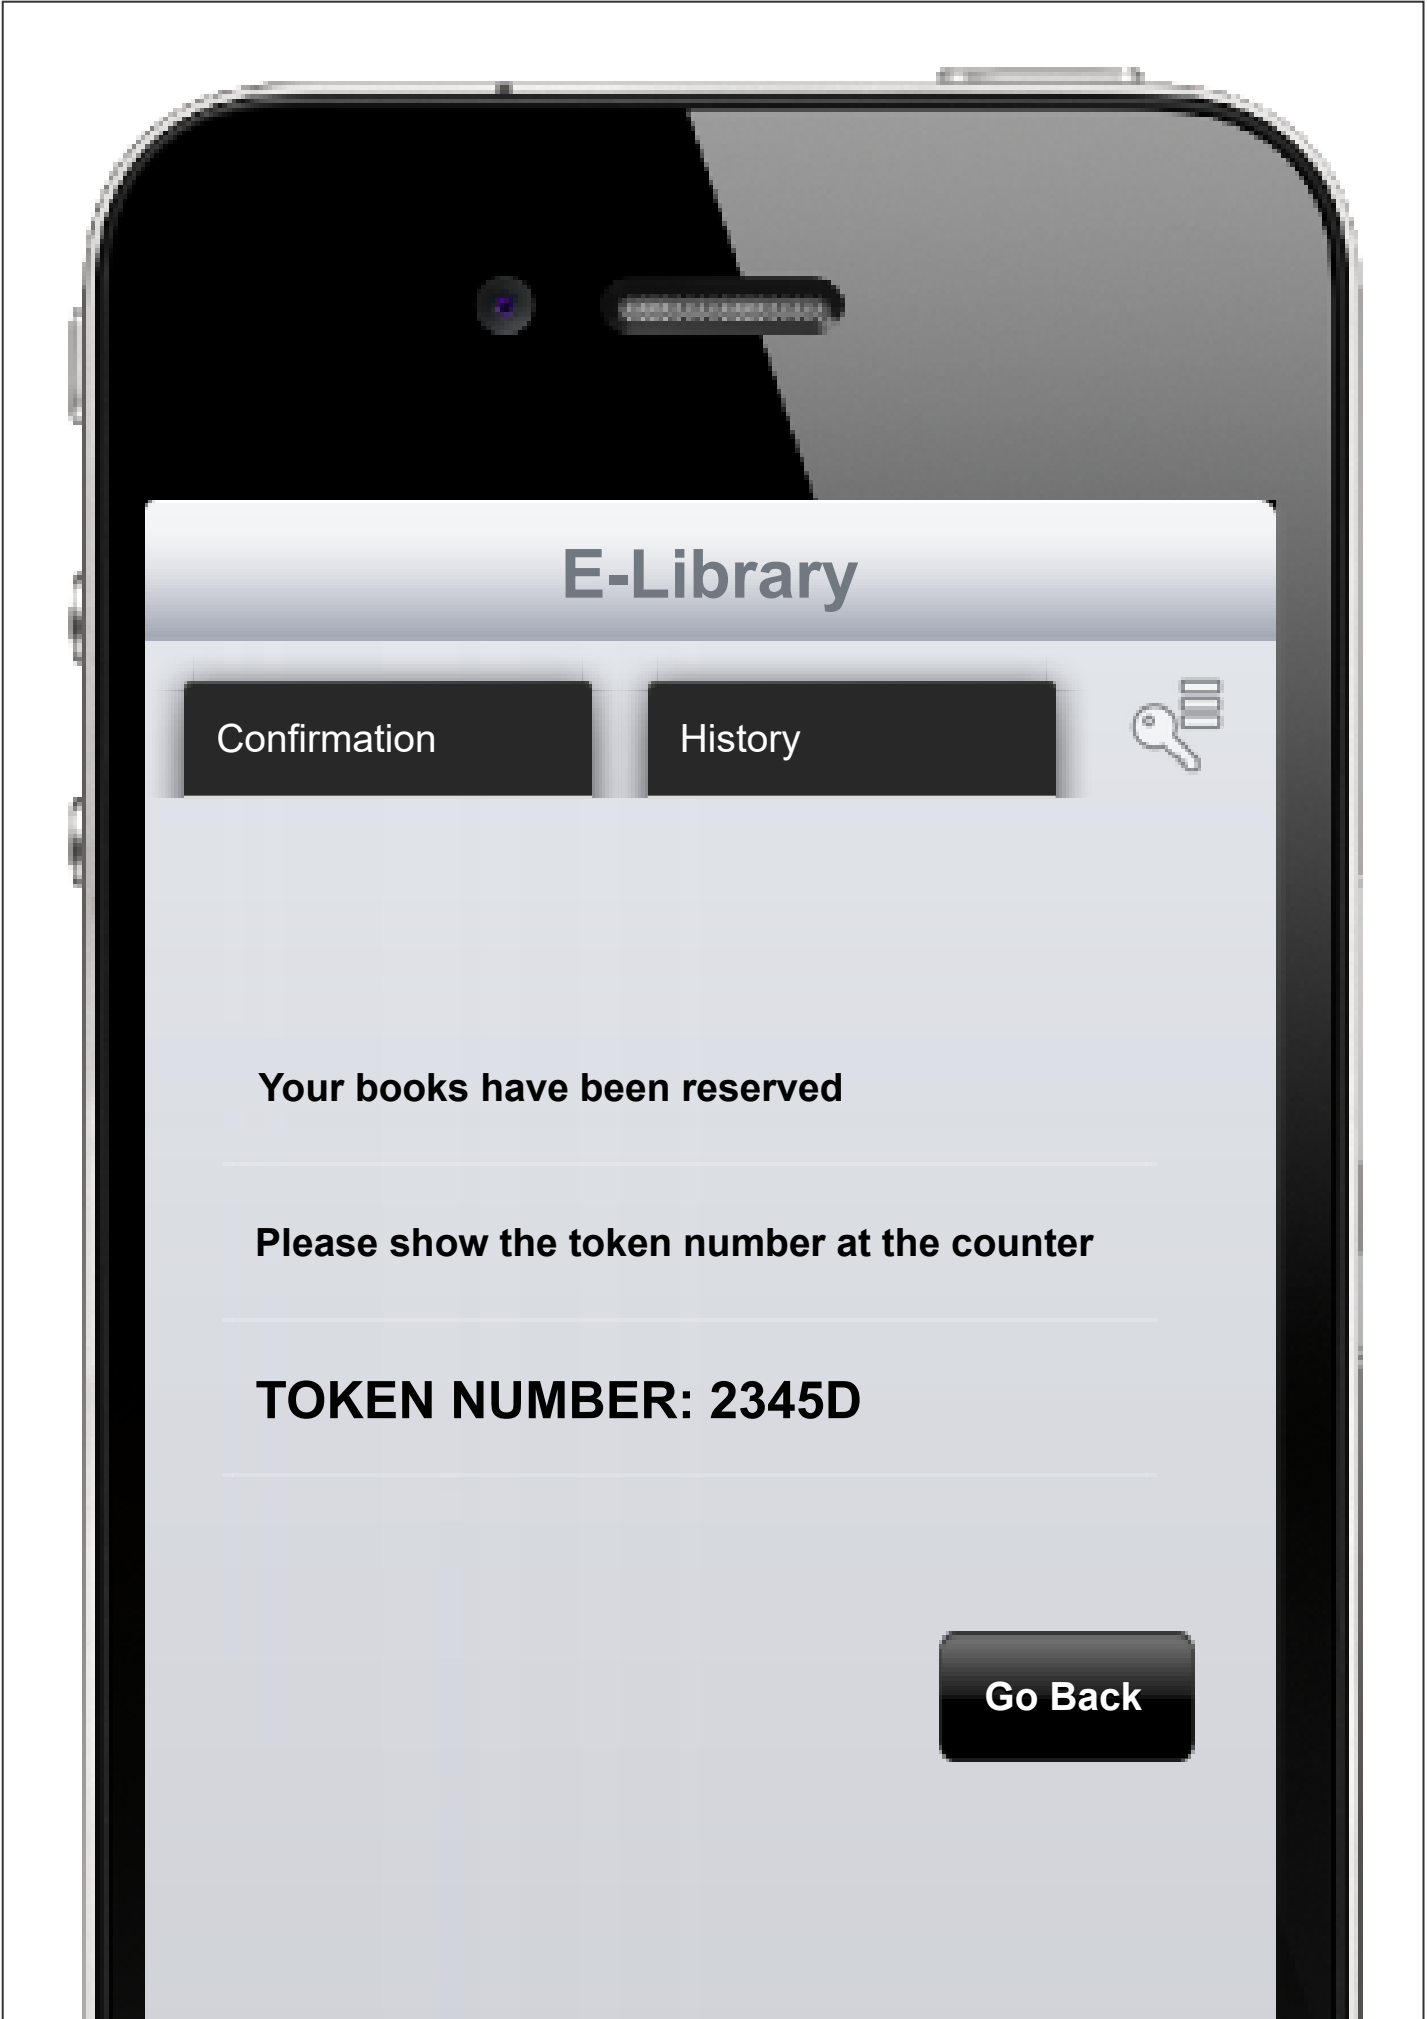 E-Library
Confirmation
History
Your books have been reserved
Please show the token number at the counter
TOKEN NUMBER: 2345D
Go Back